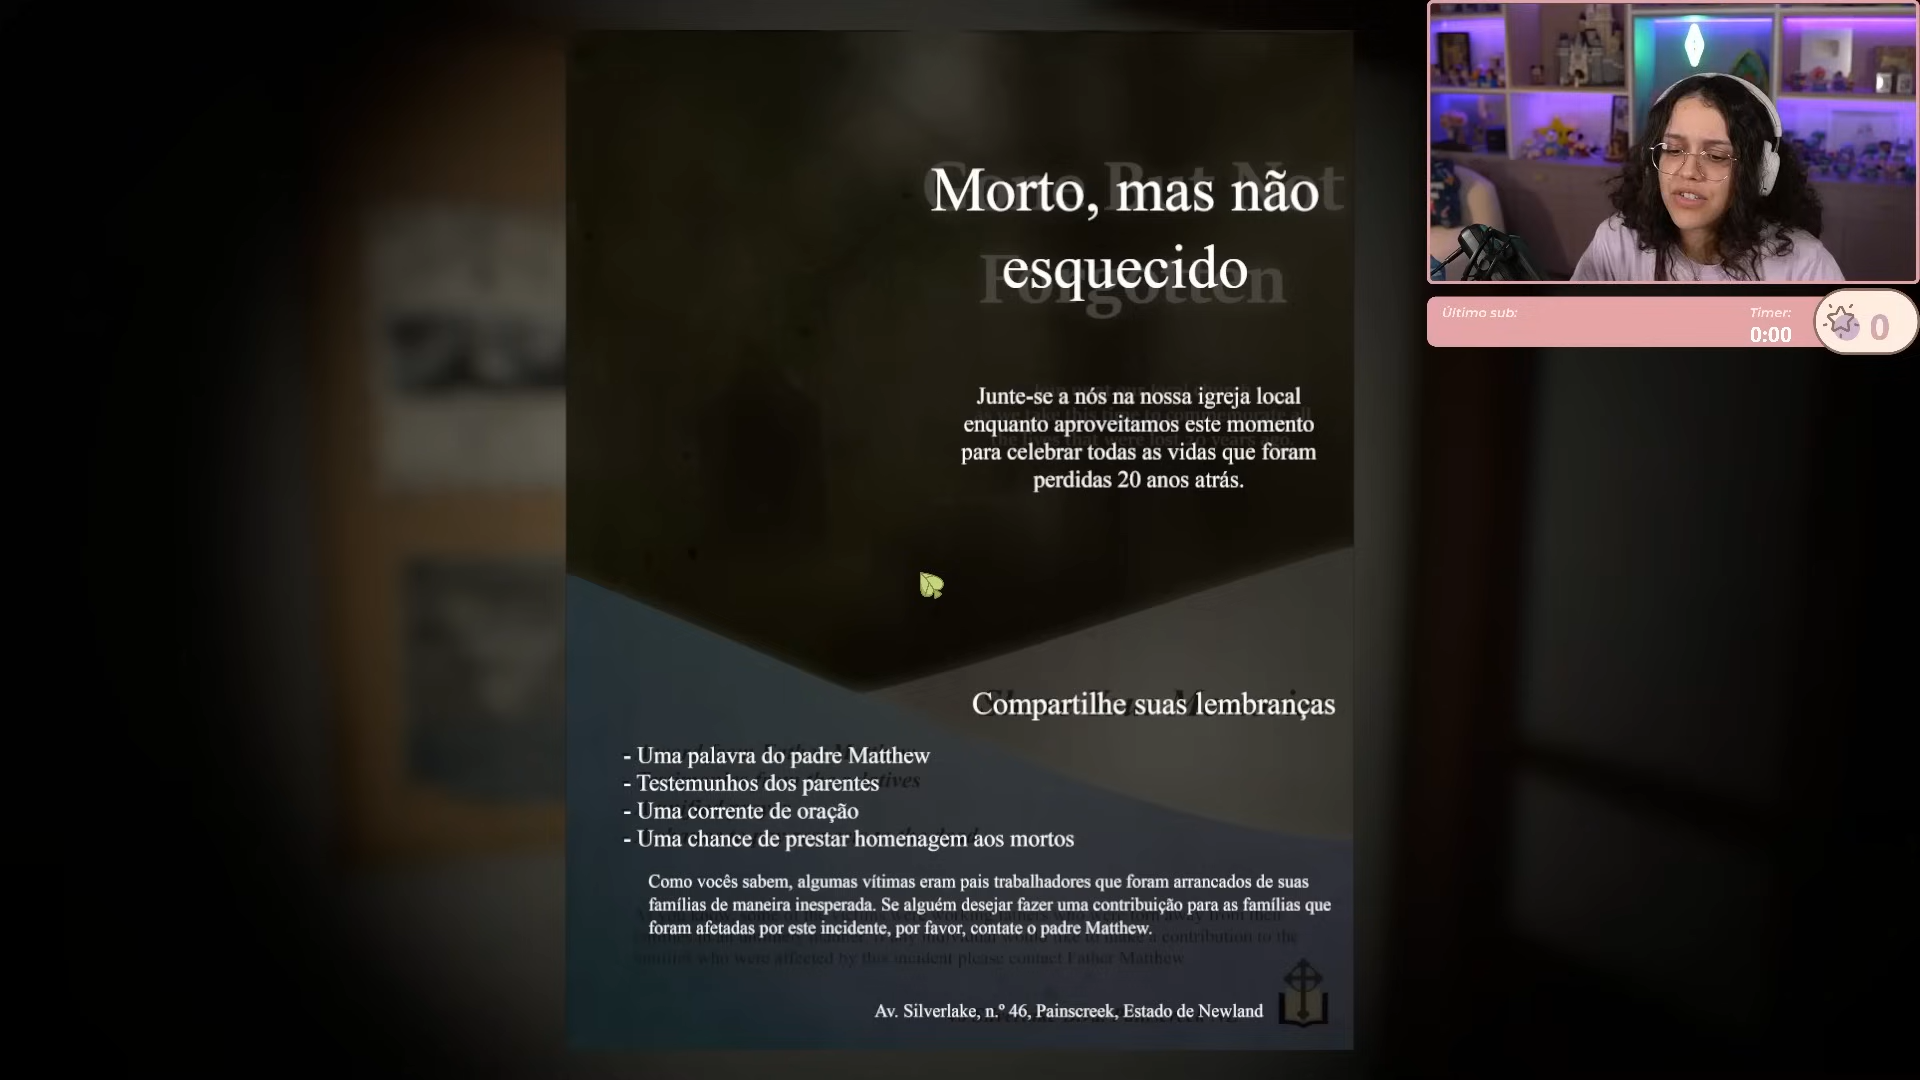 Morto, mas não
esquecido
Junte-se a nós na nossa igreja local
enquanto aproveitamos este momento
para celebrar todas as vidas que foram
perdidas 20 anos atrás.
Compartilhe suas lembranças
- Uma palavra do padre Matthew
- Testemunhos dos parentes
- Uma corrente de oração
- Uma chance de prestar homenagem aos mortos
Como vocês sabem, algumas vítimas eram pais trabalhadores que foram arrancados de suas
famílias de maneira inesperada. Se alguém desejar fazer uma contribuição para as famílias que
foram afetadas por este incidente, por favor, contate o padre Matthew.
Av. Silverlake, n.º 46, Painscreek, Estado de Newland
Último sub:
Timer:
0:00
0